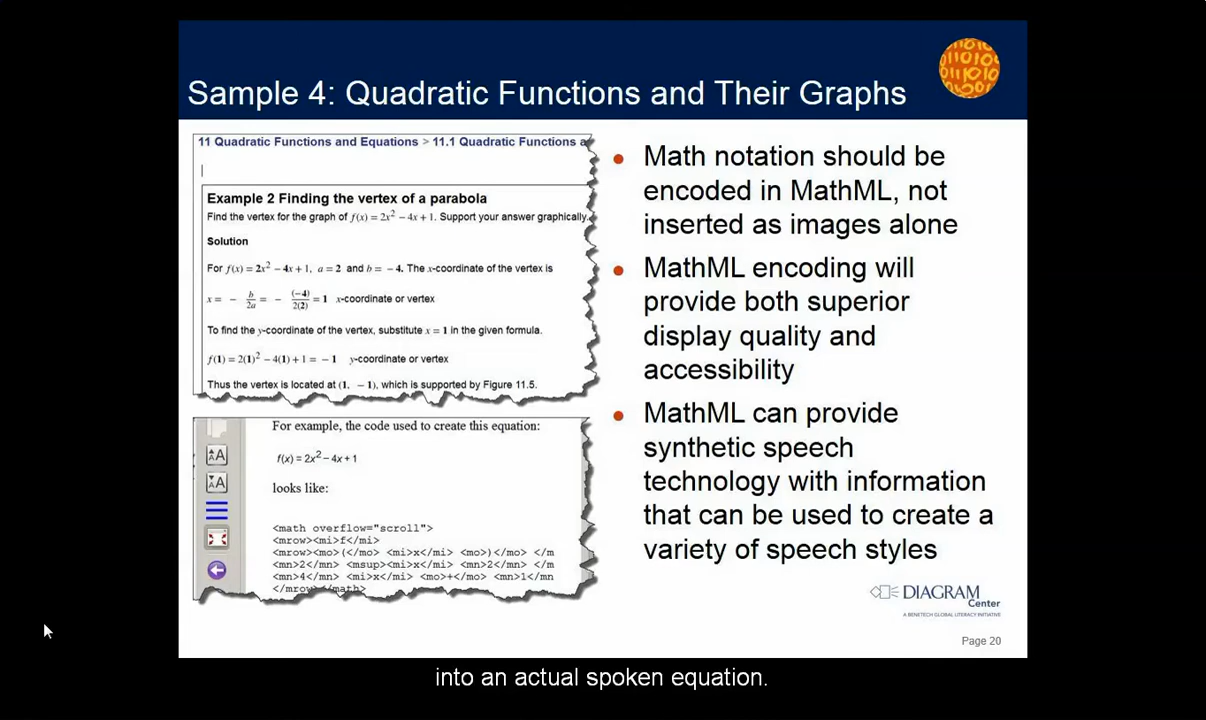 Sample 4: Quadratic Functions and Their Graphs
11 Quadratic Functions and Equations > 11.1 Quadratic Functions a
Example 2 Finding the vertex of a parabola
Find the vertex for the graph of f(x) = 2x² − 4x + 1. Support your answer graphically.
Solution
For f(x) = 2x² − 4x + 1, a = 2 and b = − 4. The x-coordinate of the vertex is
x = − b/2a = − (−4)/2(2) = 1 x-coordinate or vertex
To find the y-coordinate of the vertex, substitute x = 1 in the given formula.
f(1) = 2(1)² − 4(1) + 1 = − 1 y-coordinate or vertex
Thus the vertex is located at (1, − 1), which is supported by Figure 11.5.
For example, the code used to create this equation:
f(x) = 2x² − 4x + 1
looks like:
<math overflow="scroll">
<mrow><mi>f</mi>
<mrow><mo>(</mo> <mi>x</mi> <mo>)</mo> </m
<mn>2</mn> <msup><mi>x</mi> <mn>2</mn> </m
<mn>4</mn> <mi>x</mi> <mo>+</mo> <mn>1</mn
</mrow></math>
• Math notation should be
encoded in MathML, not
inserted as images alone
• MathML encoding will
provide both superior
display quality and
accessibility
• MathML can provide
synthetic speech
technology with information
that can be used to create a
variety of speech styles
DIAGRAM
Center
A BENETECH GLOBAL LITERACY INITIATIVE
Page 20
into an actual spoken equation.